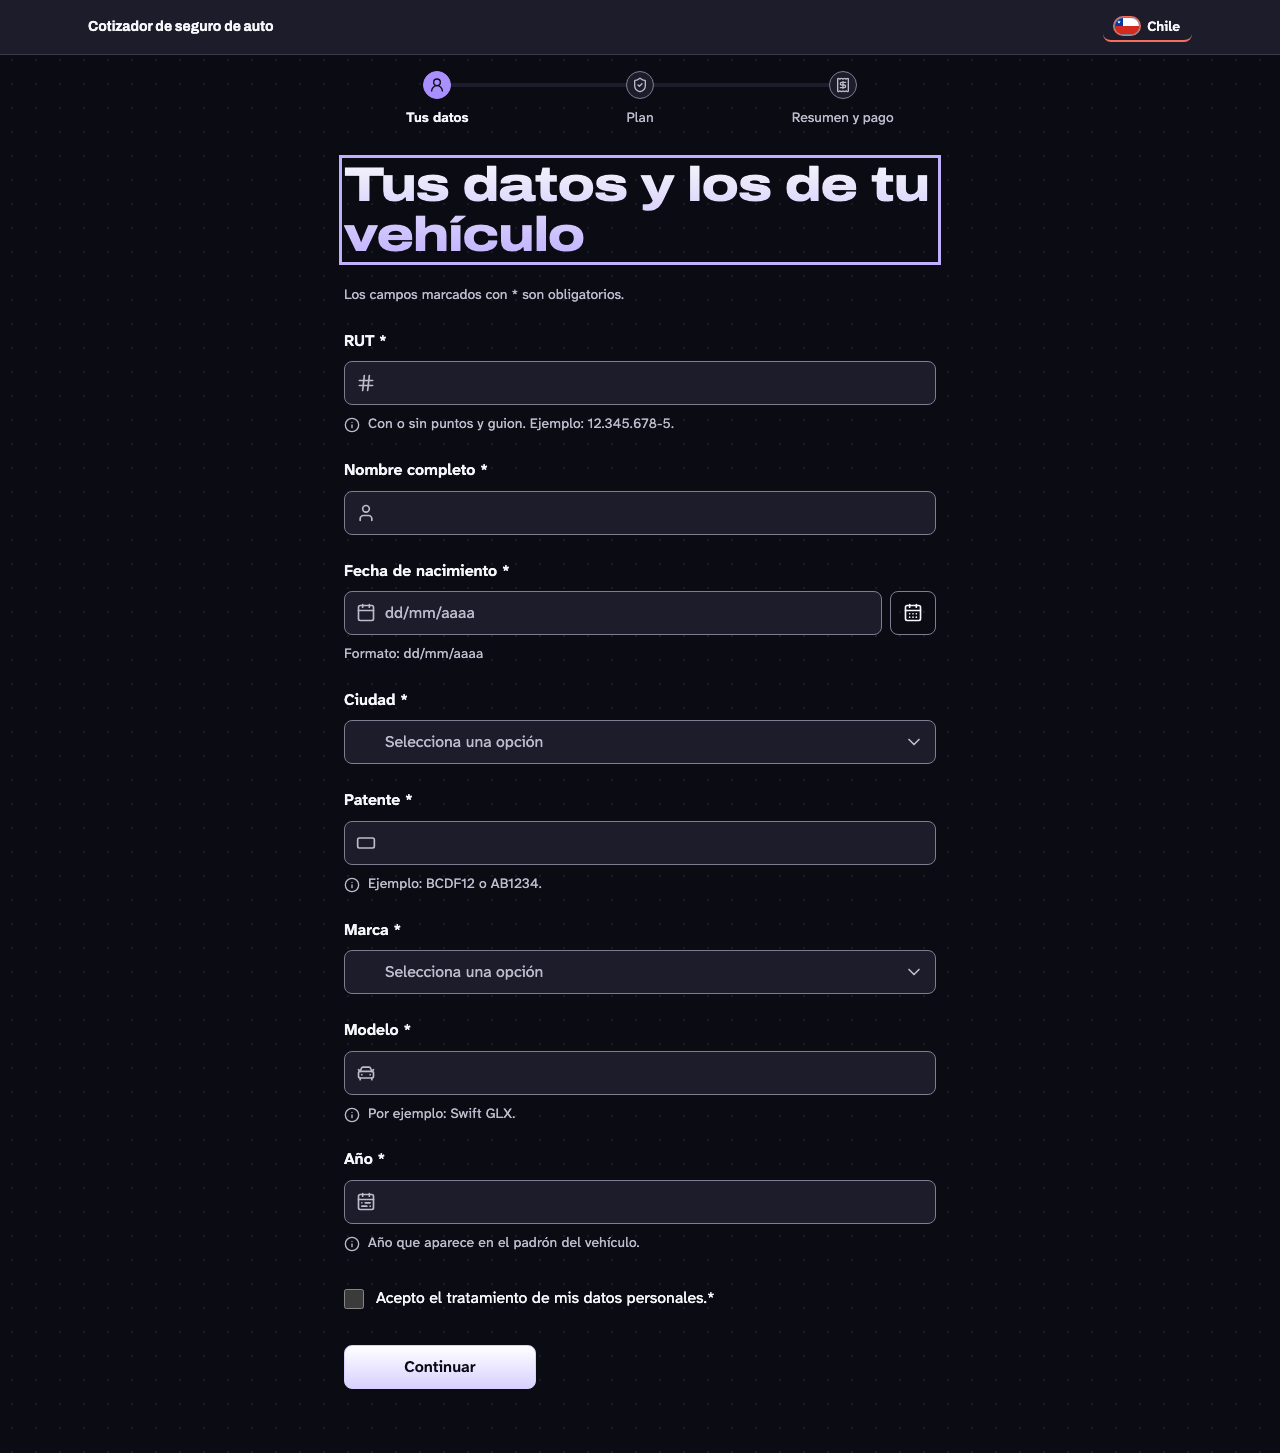 Cotizador de seguro de auto
Chile
Tus datos
Plan
Resumen y pago
Tus datos y los de tu
vehículo
Los campos marcados con * son obligatorios.
RUT *
Con o sin puntos y guion. Ejemplo: 12.345.678-5.
Nombre completo *
Fecha de nacimiento *
dd/mm/aaaa
Formato: dd/mm/aaaa
Ciudad *
Selecciona una opción
Patente *
Ejemplo: BCDF12 o AB1234.
Marca *
Selecciona una opción
Modelo *
Por ejemplo: Swift GLX.
Año *
Año que aparece en el padrón del vehículo.
Acepto el tratamiento de mis datos personales.*
Continuar